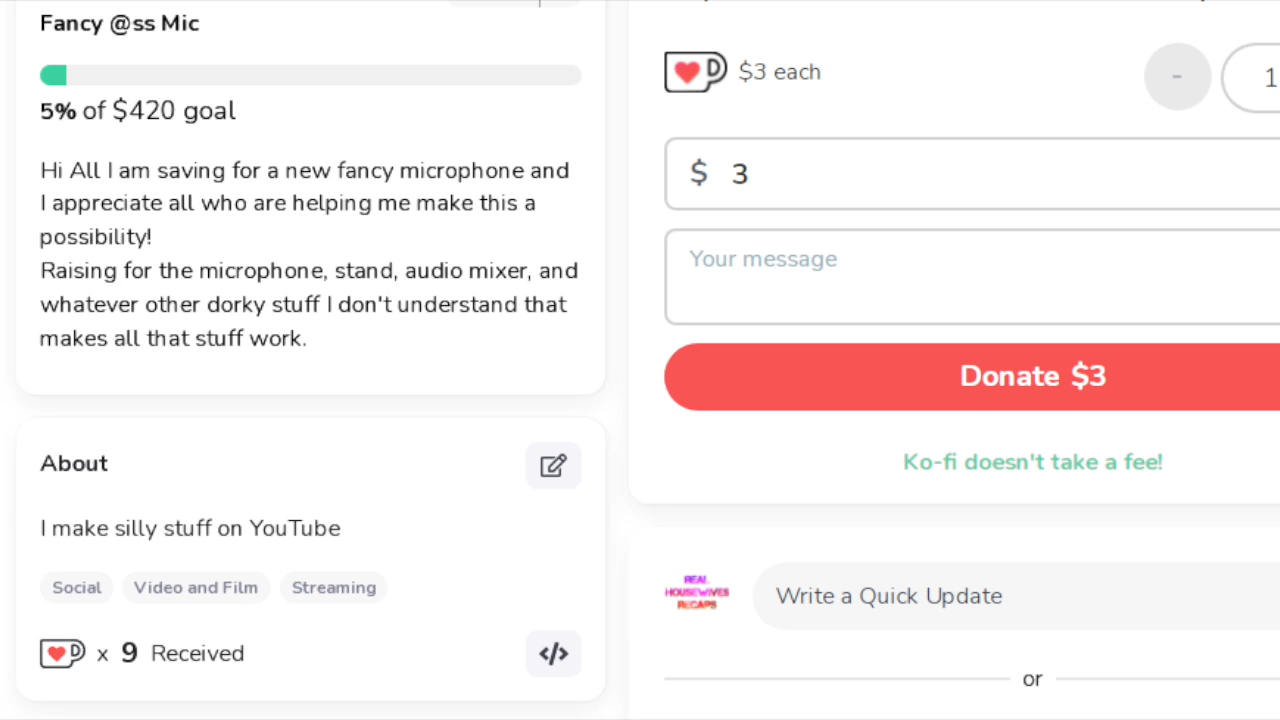 Fancy @ss Mic
5% of $420 goal
Hi All I am saving for a new fancy microphone and
I appreciate all who are helping me make this a
possibility!
Raising for the microphone, stand, audio mixer, and
whatever other dorky stuff I don't understand that
makes all that stuff work.
About
I make silly stuff on YouTube
Social
Video and Film
Streaming
D x 9 Received
</>
D $3 each
-
1
$ 3
Your message
Donate $3
Ko-fi doesn't take a fee!
REAL
HOUSEWIVES
RECAPS
Write a Quick Update
or